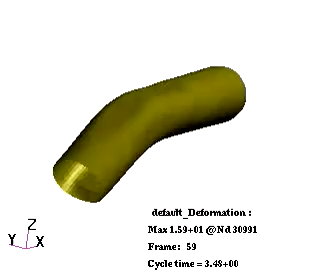 Z
Y X
default_Deformation :
Max 1.59+01 @Nd 30991
Frame: 59
Cycle time = 3.48+00